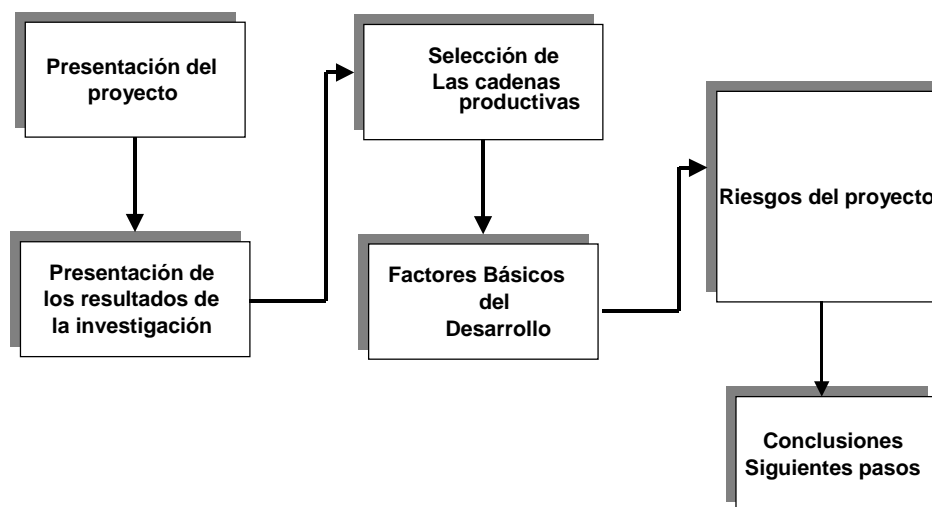 Presentación del
proyecto
Presentación de
los resultados de
la investigación
Selección de
Las cadenas
productivas
Factores Básicos
del
Desarrollo
Riesgos del proyecto
Conclusiones
Siguientes pasos